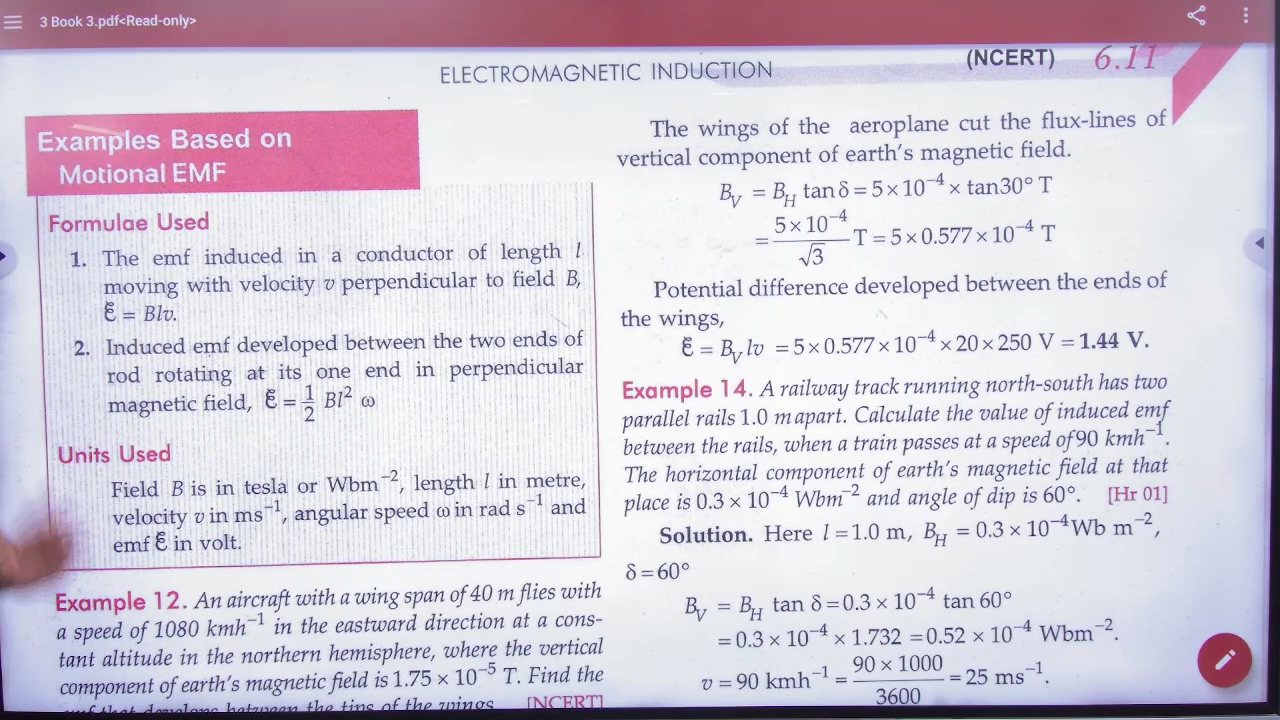 3 Book 3.pdf<Read-only>
ELECTROMAGNETIC INDUCTION
(NCERT) 6.11
Examples Based on
Motional EMF
Formulae Used
1. The emf induced in a conductor of length l
moving with velocity v perpendicular to field B,
ℰ = Blv.
2. Induced emf developed between the two ends of
rod rotating at its one end in perpendicular
magnetic field, ℰ = 1/2 Bl² ω
Units Used
Field B is in tesla or Wbm⁻², length l in metre,
velocity v in ms⁻¹, angular speed ω in rad s⁻¹ and
emf ℰ in volt.
Example 12. An aircraft with a wing span of 40 m flies with
a speed of 1080 kmh⁻¹ in the eastward direction at a cons-
tant altitude in the northern hemisphere, where the vertical
component of earth's magnetic field is 1.75 × 10⁻⁵ T. Find the
emf that develops between the tips of the wings. [NCERT]
The wings of the aeroplane cut the flux-lines of
vertical component of earth's magnetic field.
B_V = B_H tan δ = 5 × 10⁻⁴ × tan 30° T
= 5 × 10⁻⁴/√3 T = 5 × 0.577 × 10⁻⁴ T
Potential difference developed between the ends of
the wings,
ℰ = B_V lv = 5 × 0.577 × 10⁻⁴ × 20 × 250 V = 1.44 V.
Example 14. A railway track running north-south has two
parallel rails 1.0 m apart. Calculate the value of induced emf
between the rails, when a train passes at a speed of 90 kmh⁻¹.
The horizontal component of earth's magnetic field at that
place is 0.3 × 10⁻⁴ Wbm⁻² and angle of dip is 60°. [Hr 01]
Solution. Here l = 1.0 m, B_H = 0.3 × 10⁻⁴ Wb m⁻²,
δ = 60°
B_V = B_H tan δ = 0.3 × 10⁻⁴ tan 60°
= 0.3 × 10⁻⁴ × 1.732 = 0.52 × 10⁻⁴ Wbm⁻².
v = 90 kmh⁻¹ = 90 × 1000/3600 = 25 ms⁻¹.